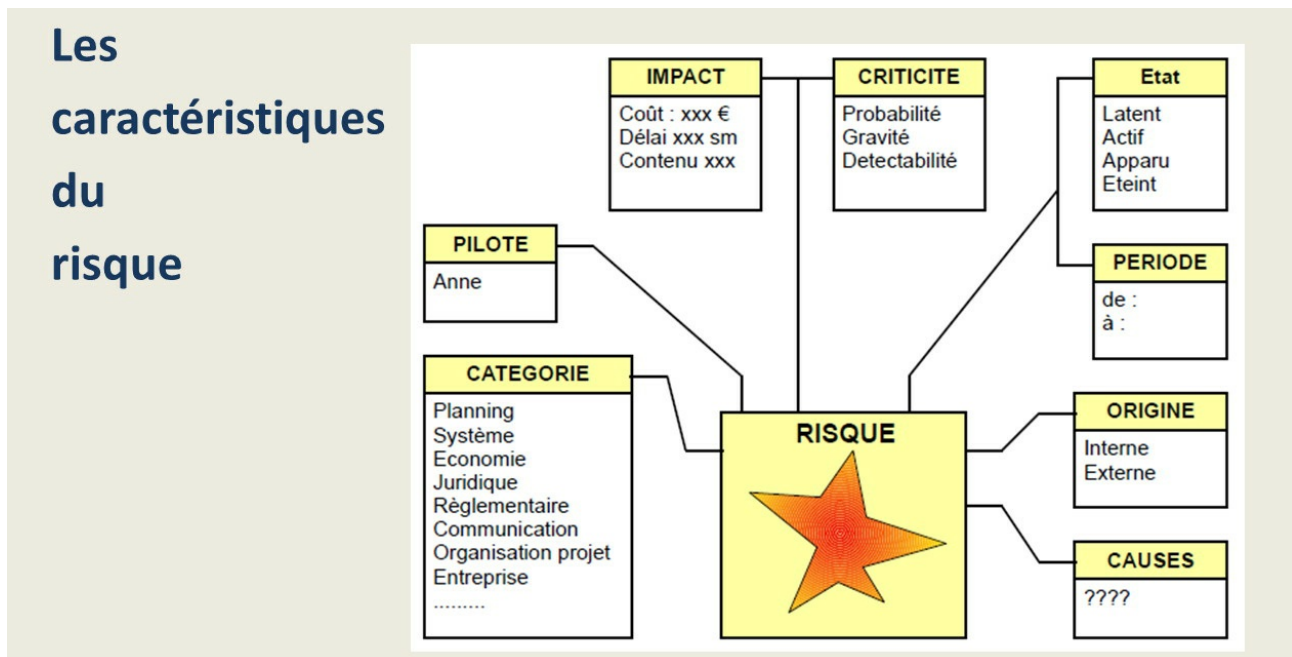 Les
caractéristiques
du
risque
IMPACT
Coût : xxx €
Délai xxx sm
Contenu xxx
CRITICITE
Probabilité
Gravité
Detectabilité
Etat
Latent
Actif
Apparu
Eteint
PILOTE
Anne
PERIODE
de :
à :
CATEGORIE
Planning
Système
Economie
Juridique
Règlementaire
Communication
Organisation projet
Entreprise
.........
RISQUE
ORIGINE
Interne
Externe
CAUSES
????